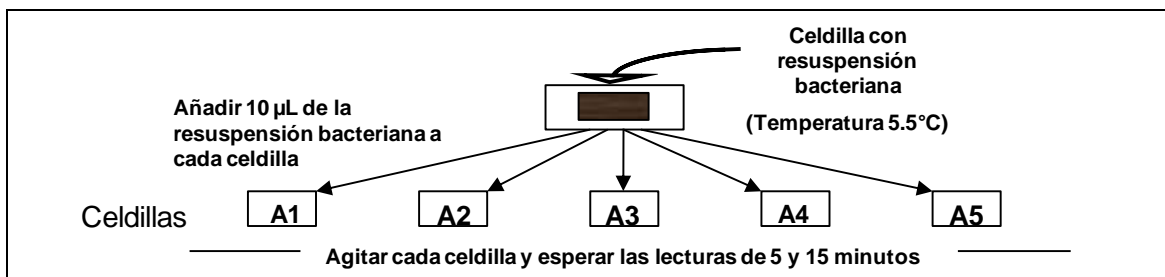 Celdilla con
resuspensión
bacteriana
(Temperatura 5.5°C)
Añadir 10 µL de la
resuspensión bacteriana a
cada celdilla
Celdillas
A1
A2
A3
A4
A5
Agitar cada celdilla y esperar las lecturas de 5 y 15 minutos